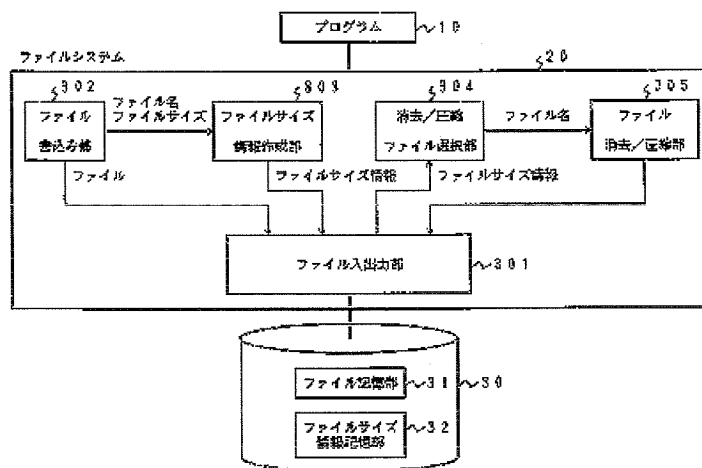 プログラム
10
ファイルシステム
20
302
303
304
305
ファイル
書込み部
ファイル名
ファイルサイズ
ファイルサイズ
情報作成部
消去/圧縮
ファイル選択部
ファイル名
ファイル
消去/圧縮部
ファイル
ファイルサイズ情報
ファイルサイズ情報
ファイル入出力部
301
ファイル記憶部
31
30
ファイルサイズ
情報記憶部
32